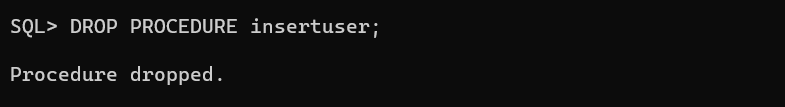 SQL> DROP PROCEDURE insertuser;
Procedure dropped.